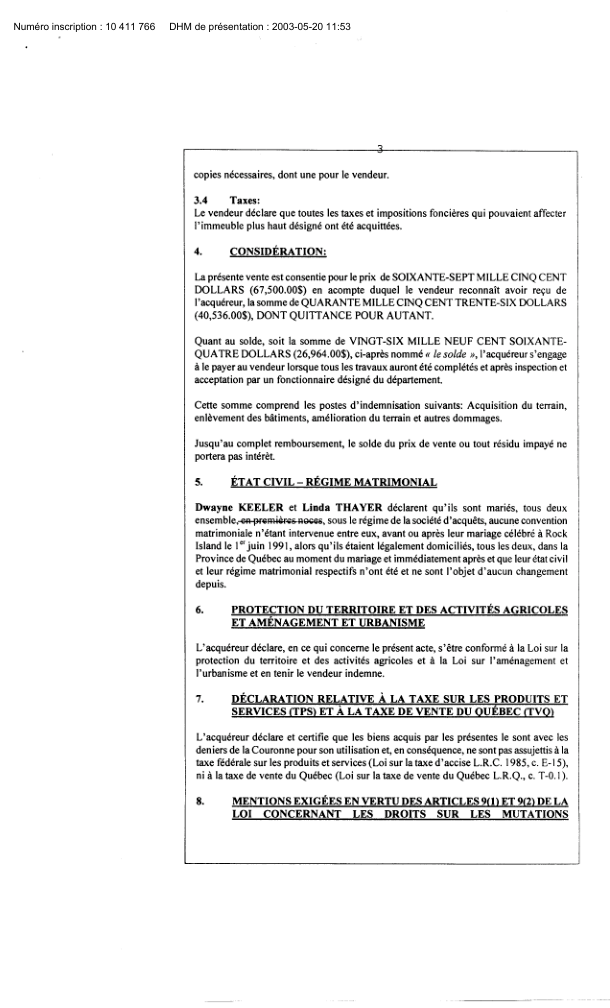 Numéro inscription : 10 411 766 DHM de présentation : 2003-05-20 11:53
3
copies nécessaires, dont une pour le vendeur.
3.4 Taxes:
Le vendeur déclare que toutes les taxes et impositions foncières qui pouvaient affecter
l'immeuble plus haut désigné ont été acquittées.
4. CONSIDÉRATION:
La présente vente est consentie pour le prix de SOIXANTE-SEPT MILLE CINQ CENT
DOLLARS (67,500.00$) en acompte duquel le vendeur reconnaît avoir reçu de
l'acquéreur, la somme de QUARANTE MILLE CINQ CENT TRENTE-SIX DOLLARS
(40,536.00$), DONT QUITTANCE POUR AUTANT.
Quant au solde, soit la somme de VINGT-SIX MILLE NEUF CENT SOIXANTE-
QUATRE DOLLARS (26,964.00$), ci-après nommé « le solde », l'acquéreur s'engage
à le payer au vendeur lorsque tous les travaux auront été complétés et après inspection et
acceptation par un fonctionnaire désigné du département.
Cette somme comprend les postes d'indemnisation suivants: Acquisition du terrain,
enlèvement des bâtiments, amélioration du terrain et autres dommages.
Jusqu'au complet remboursement, le solde du prix de vente ou tout résidu impayé ne
portera pas intérêt.
5. ÉTAT CIVIL – RÉGIME MATRIMONIAL
Dwayne KEELER et Linda THAYER déclarent qu'ils sont mariés, tous deux
ensemble, en premières noces, sous le régime de la société d'acquêts, aucune convention
matrimoniale n'étant intervenue entre eux, avant ou après leur mariage célébré à Rock
Island le 1er juin 1991, alors qu'ils étaient légalement domiciliés, tous les deux, dans la
Province de Québec au moment du mariage et immédiatement après et que leur état civil
et leur régime matrimonial respectifs n'ont été et ne sont l'objet d'aucun changement
depuis.
6. PROTECTION DU TERRITOIRE ET DES ACTIVITÉS AGRICOLES
ET AMÉNAGEMENT ET URBANISME
L'acquéreur déclare, en ce qui concerne le présent acte, s'être conformé à la Loi sur la
protection du territoire et des activités agricoles et à la Loi sur l'aménagement et
l'urbanisme et en tenir le vendeur indemne.
7. DÉCLARATION RELATIVE À LA TAXE SUR LES PRODUITS ET
SERVICES (TPS) ET À LA TAXE DE VENTE DU QUÉBEC (TVQ)
L'acquéreur déclare et certifie que les biens acquis par les présentes le sont avec les
deniers de la Couronne pour son utilisation et, en conséquence, ne sont pas assujettis à la
taxe fédérale sur les produits et services (Loi sur la taxe d'accise L.R.C. 1985, c. E-15),
ni à la taxe de vente du Québec (Loi sur la taxe de vente du Québec L.R.Q., c. T-0.1).
8. MENTIONS EXIGÉES EN VERTU DES ARTICLES 9(1) ET 9(2) DE LA
LOI CONCERNANT LES DROITS SUR LES MUTATIONS